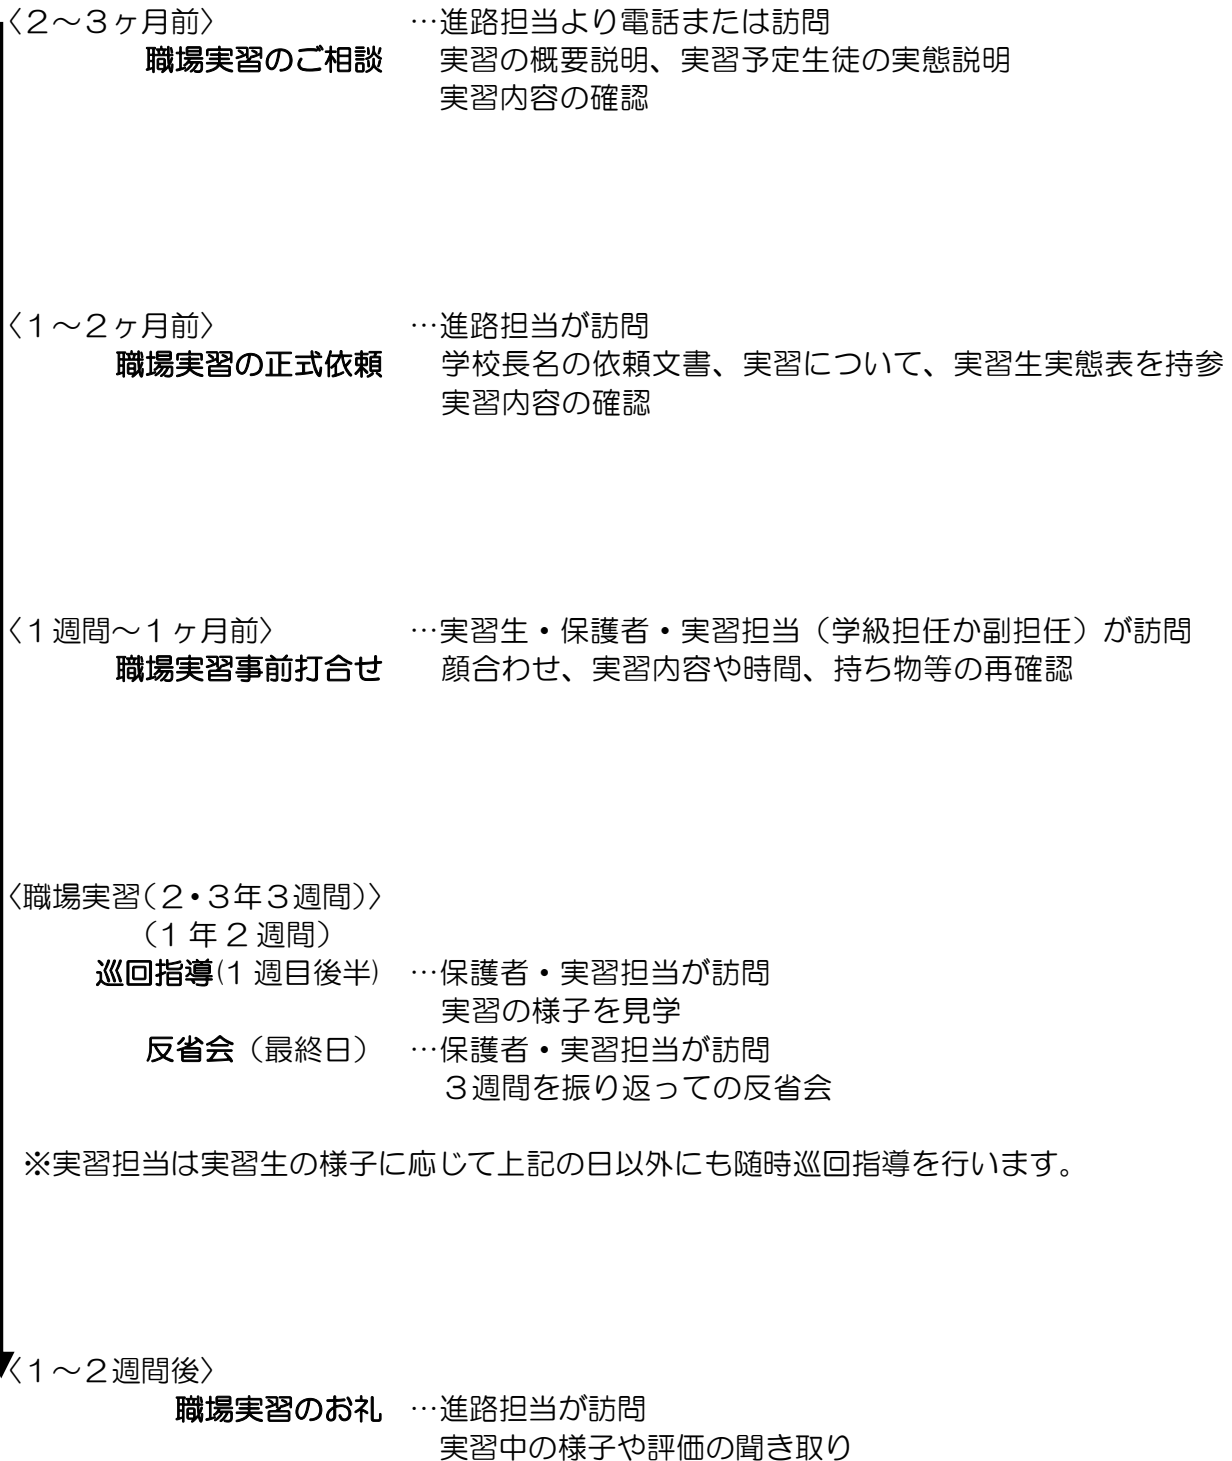 〈２～３ヶ月前〉 …進路担当より電話または訪問
職場実習のご相談 実習の概要説明、実習予定生徒の実態説明
実習内容の確認
〈１～２ヶ月前〉 …進路担当が訪問
職場実習の正式依頼 学校長名の依頼文書、実習について、実習生実態表を持参
実習内容の確認
〈１週間～１ヶ月前〉 …実習生・保護者・実習担当（学級担任か副担任）が訪問
職場実習事前打合せ 顔合わせ、実習内容や時間、持ち物等の再確認
〈職場実習（２・３年３週間）〉
（１年２週間）
巡回指導(１週目後半) …保護者・実習担当が訪問
実習の様子を見学
反省会（最終日） …保護者・実習担当が訪問
３週間を振り返っての反省会
※実習担当は実習生の様子に応じて上記の日以外にも随時巡回指導を行います。
〈１～２週間後〉
職場実習のお礼 …進路担当が訪問
実習中の様子や評価の聞き取り